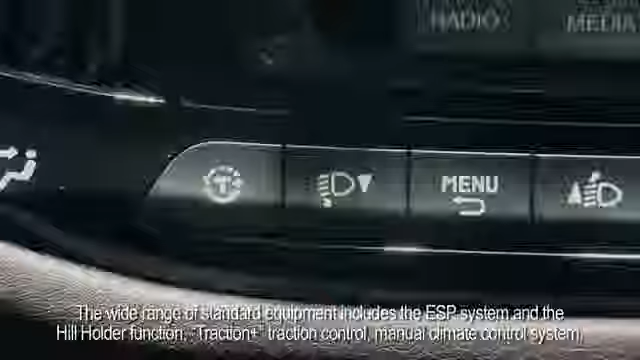 RADIO MEDIA
MENU
The wide range of standard equipment includes the ESP system and the
Hill Holder function, "Traction+" traction control, manual climate control system,